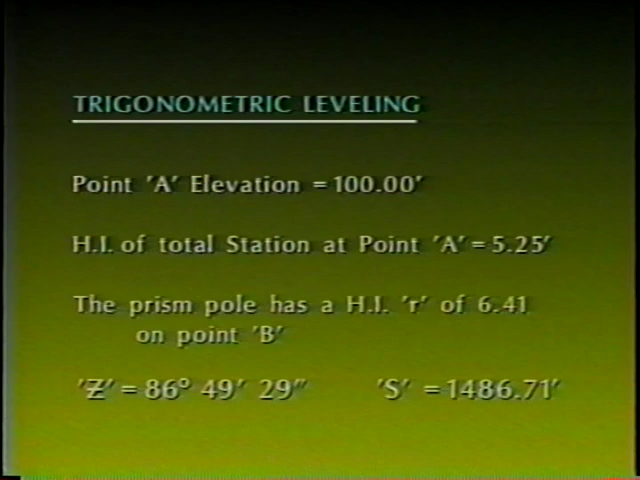 TRIGONOMETRIC LEVELING
Point 'A' Elevation = 100.00'
H.I. of total Station at Point 'A' = 5.25'
The prism pole has a H.I. 'r' of 6.41
on point 'B'
'Z' = 86° 49' 29" 'S' = 1486.71'